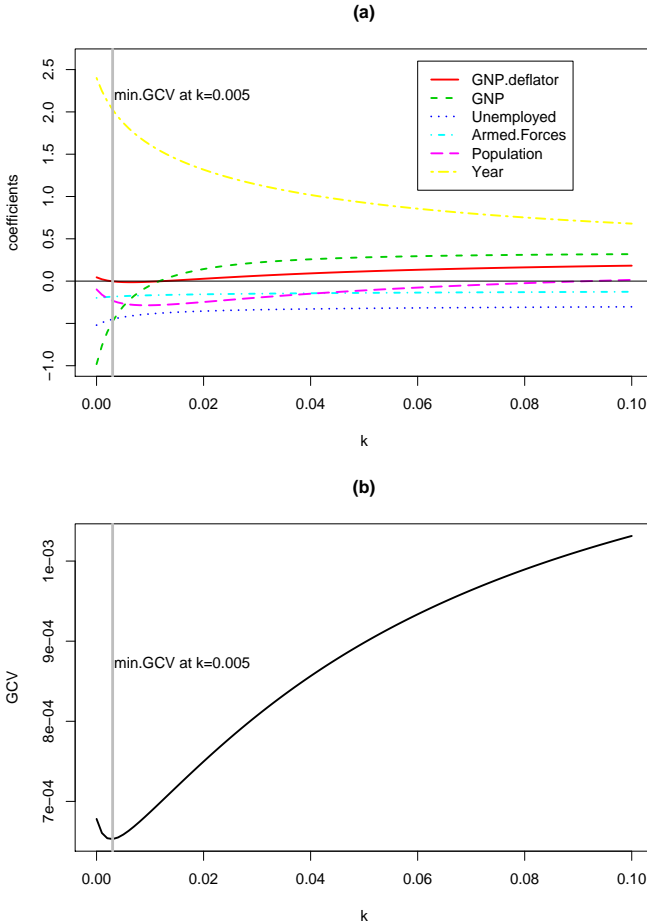 (a)
2.5
2.0
1.5
1.0
0.5
0.0
−1.0
coefficients
min.GCV at k=0.005
GNP.deflator
GNP
Unemployed
Armed.Forces
Population
Year
0.00 0.02 0.04 0.06 0.08 0.10
k
(b)
1e−03
9e−04
8e−04
7e−04
GCV
min.GCV at k=0.005
0.00 0.02 0.04 0.06 0.08 0.10
k